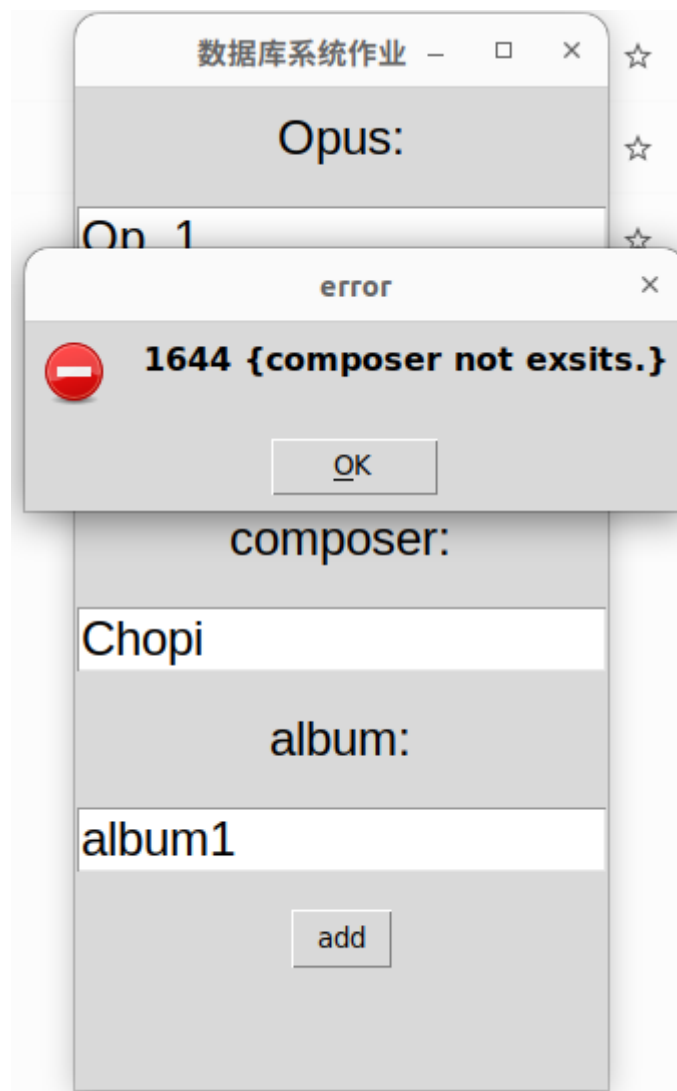 数据库系统作业
Opus:
Op. 1
error
1644 {composer not exsits.}
OK
composer:
Chopi
album:
album1
add